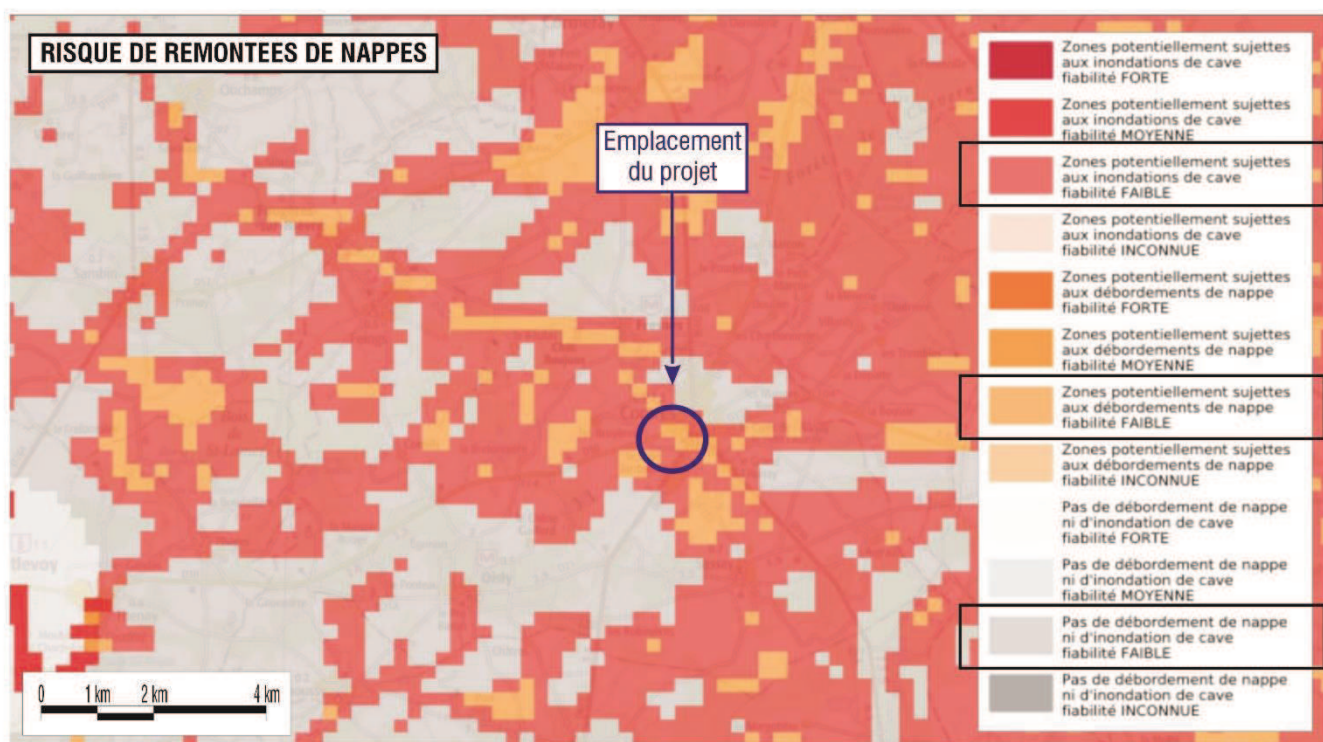 RISQUE DE REMONTEES DE NAPPES
Emplacement
du projet
Zones potentiellement sujettes
aux inondations de cave
fiabilité FORTE
Zones potentiellement sujettes
aux inondations de cave
fiabilité MOYENNE
Zones potentiellement sujettes
aux inondations de cave
fiabilité FAIBLE
Zones potentiellement sujettes
aux inondations de cave
fiabilité INCONNUE
Zones potentiellement sujettes
aux débordements de nappe
fiabilité FORTE
Zones potentiellement sujettes
aux débordements de nappe
fiabilité MOYENNE
Zones potentiellement sujettes
aux débordements de nappe
fiabilité FAIBLE
Zones potentiellement sujettes
aux débordements de nappe
fiabilité INCONNUE
Pas de débordement de nappe
ni d'inondation de cave
fiabilité FORTE
Pas de débordement de nappe
ni d'inondation de cave
fiabilité MOYENNE
Pas de débordement de nappe
ni d'inondation de cave
fiabilité FAIBLE
Pas de débordement de nappe
ni d'inondation de cave
fiabilité INCONNUE
0 1 km 2 km 4 km